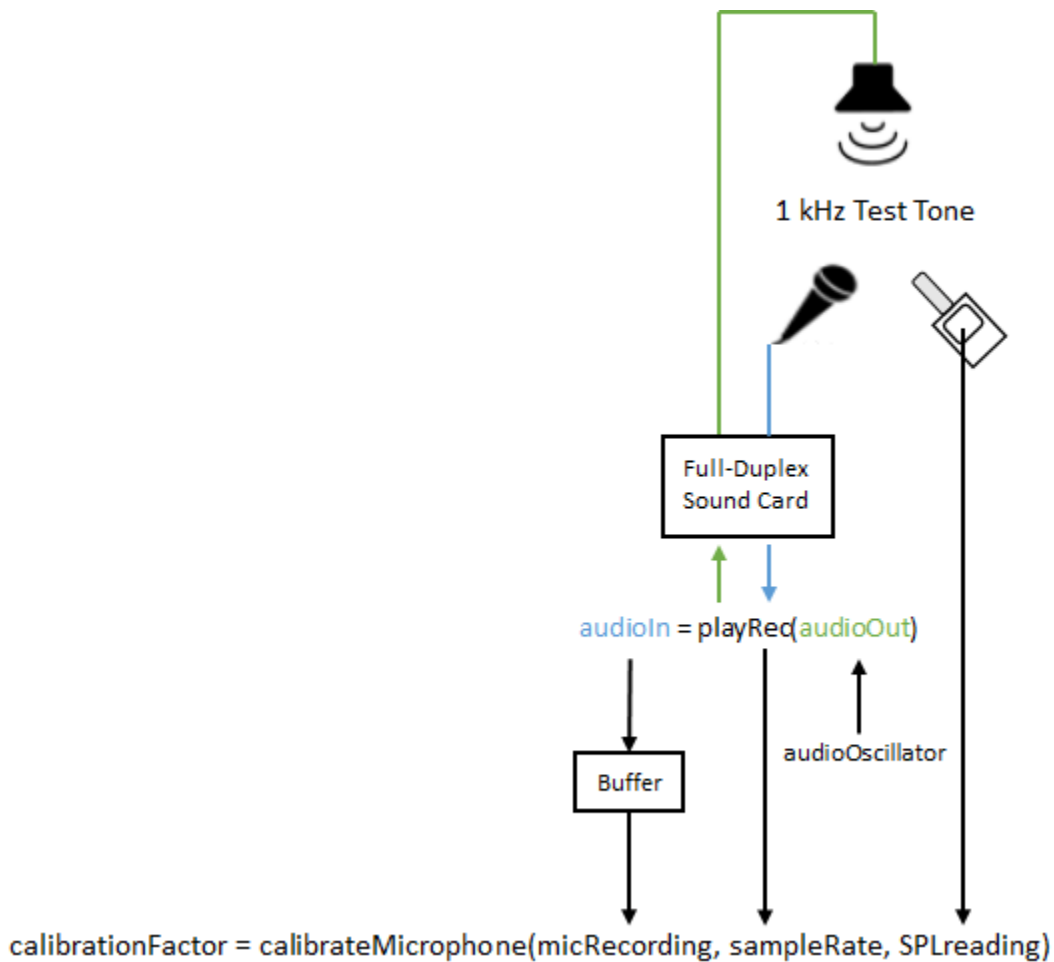 1 kHz Test Tone
Full-Duplex
Sound Card
audioIn = playRec(audioOut)
audioOscillator
Buffer
calibrationFactor = calibrateMicrophone(micRecording, sampleRate, SPLreading)